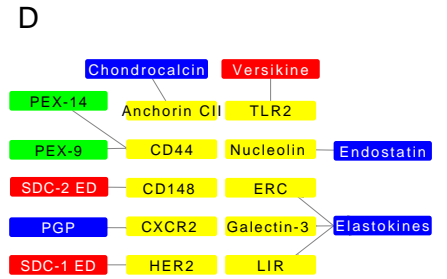 D
Chondrocalcin Versikine
PEX-14 Anchorin CII TLR2
PEX-9 CD44 Nucleolin Endostatin
SDC-2 ED CD148 ERC
PGP CXCR2 Galectin-3 Elastokines
SDC-1 ED HER2 LIR